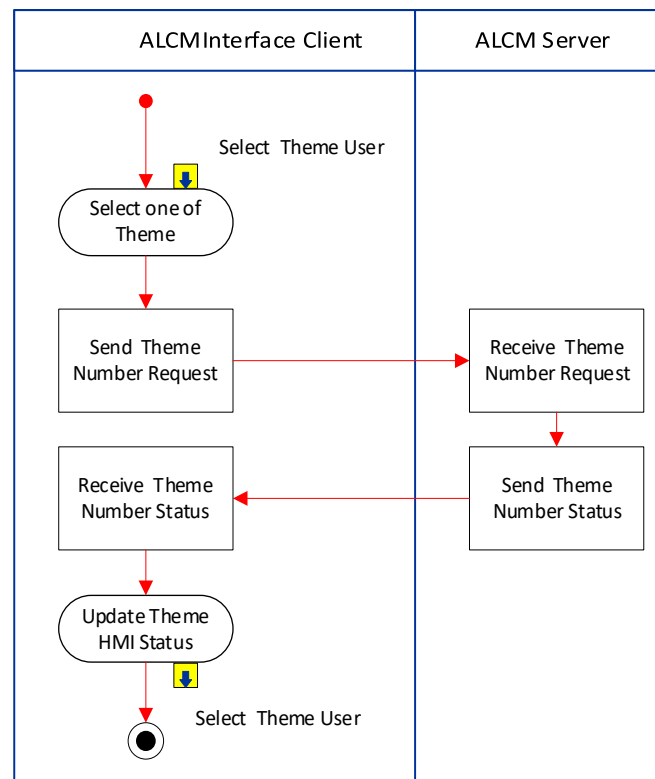 ALCMInterface Client
ALCM Server
Select Theme User
Select one of
Theme
Send Theme
Number Request
Receive Theme
Number Request
Receive Theme
Number Status
Send Theme
Number Status
Update Theme
HMI Status
Select Theme User